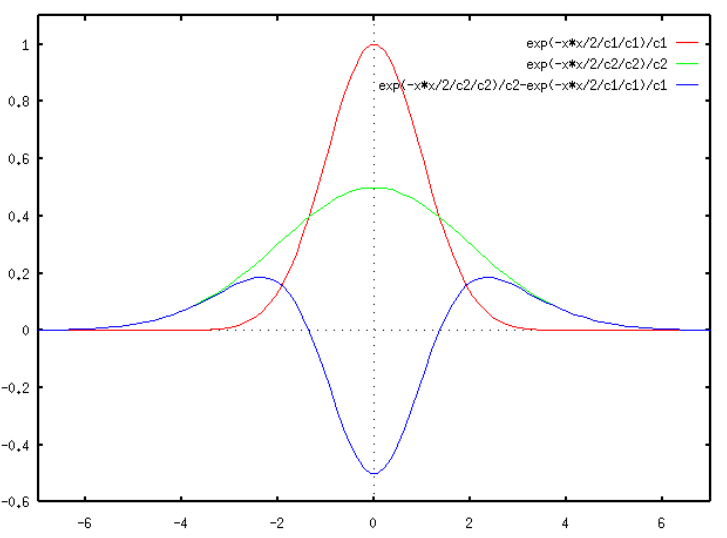 exp(-x*x/2/c1/c1)/c1
exp(-x*x/2/c2/c2)/c2
exp(-x*x/2/c2/c2)/c2-exp(-x*x/2/c1/c1)/c1
1
0.8
0.6
0.4
0.2
0
-0.2
-0.4
-0.6
-6 -4 -2 0 2 4 6